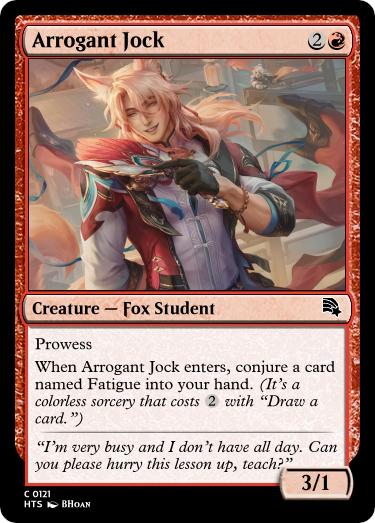 Arrogant Jock 2
Creature — Fox Student
Prowess
When Arrogant Jock enters, conjure a card
named Fatigue into your hand. (It's a
colorless sorcery that costs 2 with “Draw a
card.”)
“I'm very busy and I don't have all day. Can
you please hurry this lesson up, teach?”
3/1
C 0121
HTS BHOAN